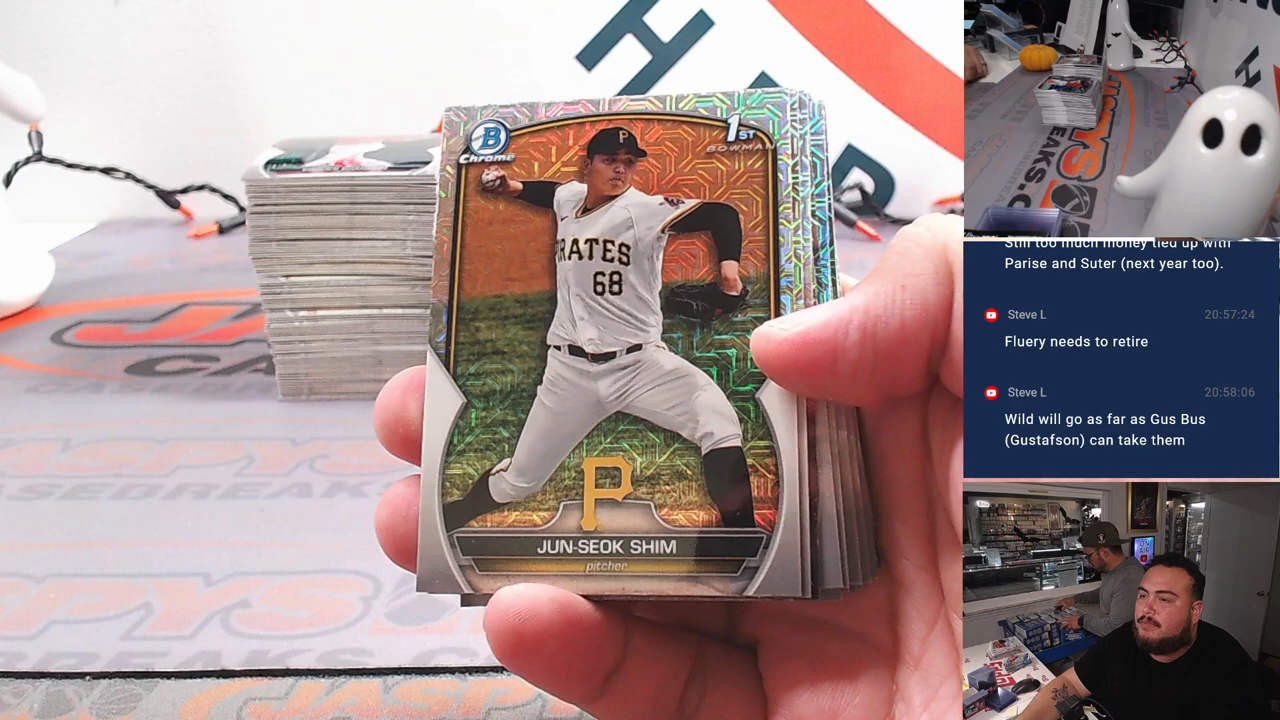 H
B
Chrome
1ST
BOWMAN
P
PIRATES
68
P
JUN-SEOK SHIM
pitcher
Still too much money tied up with
Parise and Suter (next year too).
Steve L 20:57:24
Fluery needs to retire
Steve L 20:58:06
Wild will go as far as Gus Bus
(Gustafson) can take them